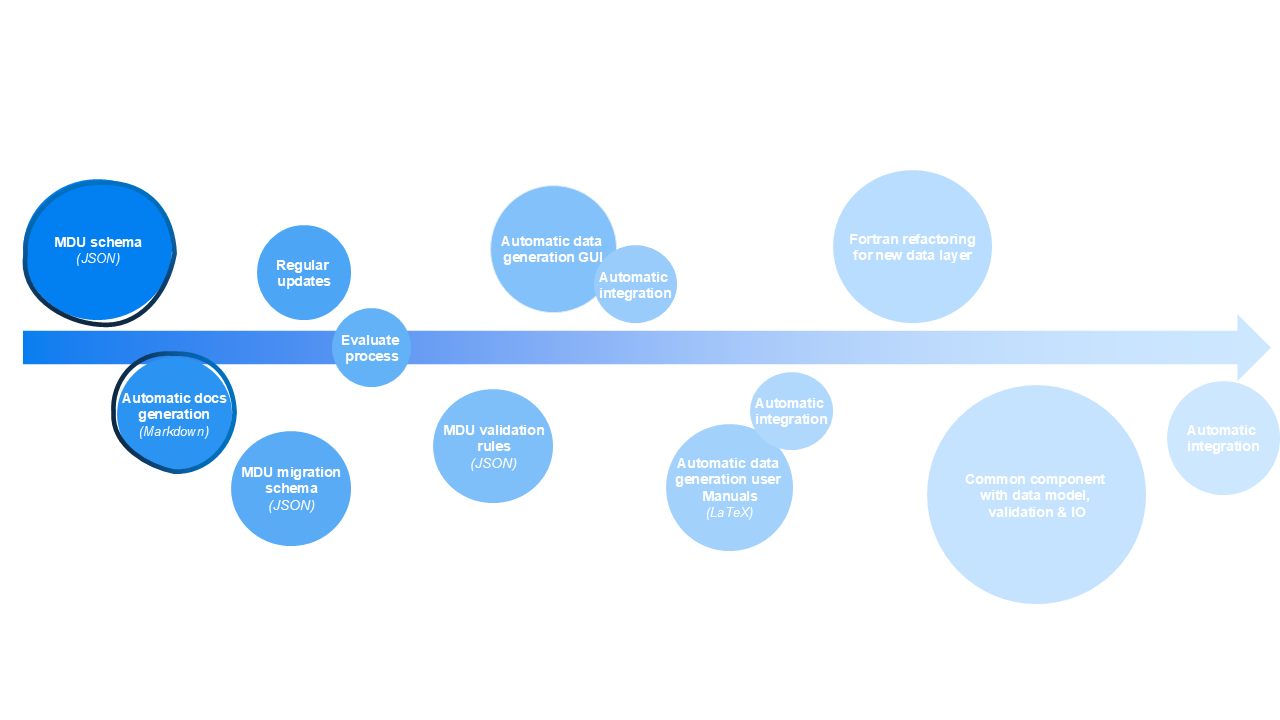 MDU schema
(JSON)
Automatic docs
generation
(Markdown)
Regular
updates
MDU migration
schema
(JSON)
Evaluate
process
MDU validation
rules
(JSON)
Automatic data
generation GUI
Automatic
integration
Automatic data
generation user
Manuals
(LaTeX)
Automatic
integration
Fortran refactoring
for new data layer
Common component
with data model,
validation & IO
Automatic
integration